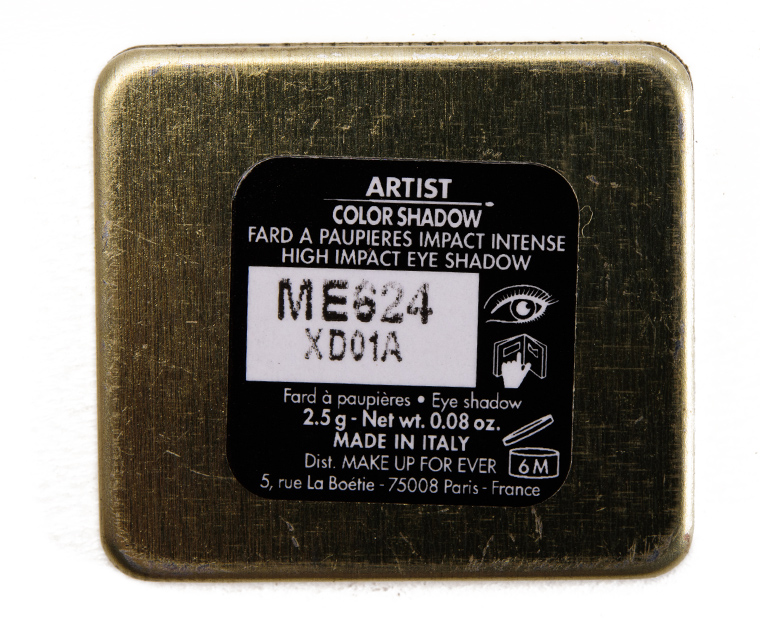 ARTIST
COLOR SHADOW
FARD A PAUPIERES IMPACT INTENSE
HIGH IMPACT EYE SHADOW
ME624
XD01A
Fard à paupières • Eye shadow
2.5 g - Net wt. 0.08 oz.
MADE IN ITALY
Dist. MAKE UP FOR EVER
6 M
5, rue La Boétie - 75008 Paris - France